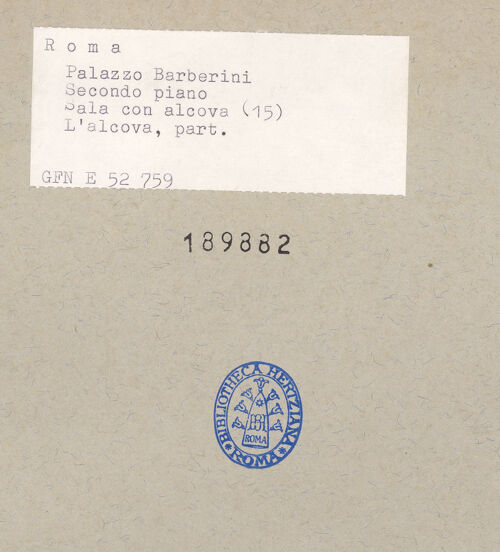 R o m a
Palazzo Barberini
Secondo piano
Sala con alcova (15)
L'alcova, part.
GFN E 52 759
189882
BIBLIOTHECA HERTZIANA
ROMA
* ROMA *